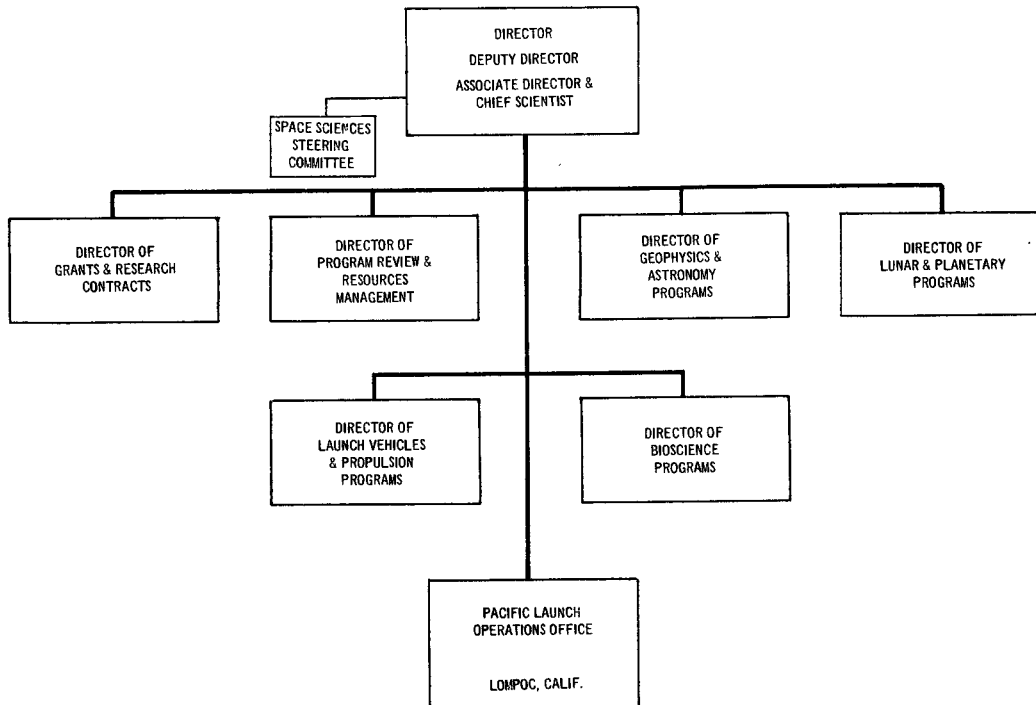 DIRECTOR
DEPUTY DIRECTOR
ASSOCIATE DIRECTOR &
CHIEF SCIENTIST
SPACE SCIENCES
STEERING
COMMITTEE
DIRECTOR OF
GRANTS & RESEARCH
CONTRACTS
DIRECTOR OF
PROGRAM REVIEW &
RESOURCES
MANAGEMENT
DIRECTOR OF
GEOPHYSICS &
ASTRONOMY
PROGRAMS
DIRECTOR OF
LUNAR & PLANETARY
PROGRAMS
DIRECTOR OF
LAUNCH VEHICLES
& PROPULSION
PROGRAMS
DIRECTOR OF
BIOSCIENCE
PROGRAMS
PACIFIC LAUNCH
OPERATIONS OFFICE
LOMPOC, CALIF.